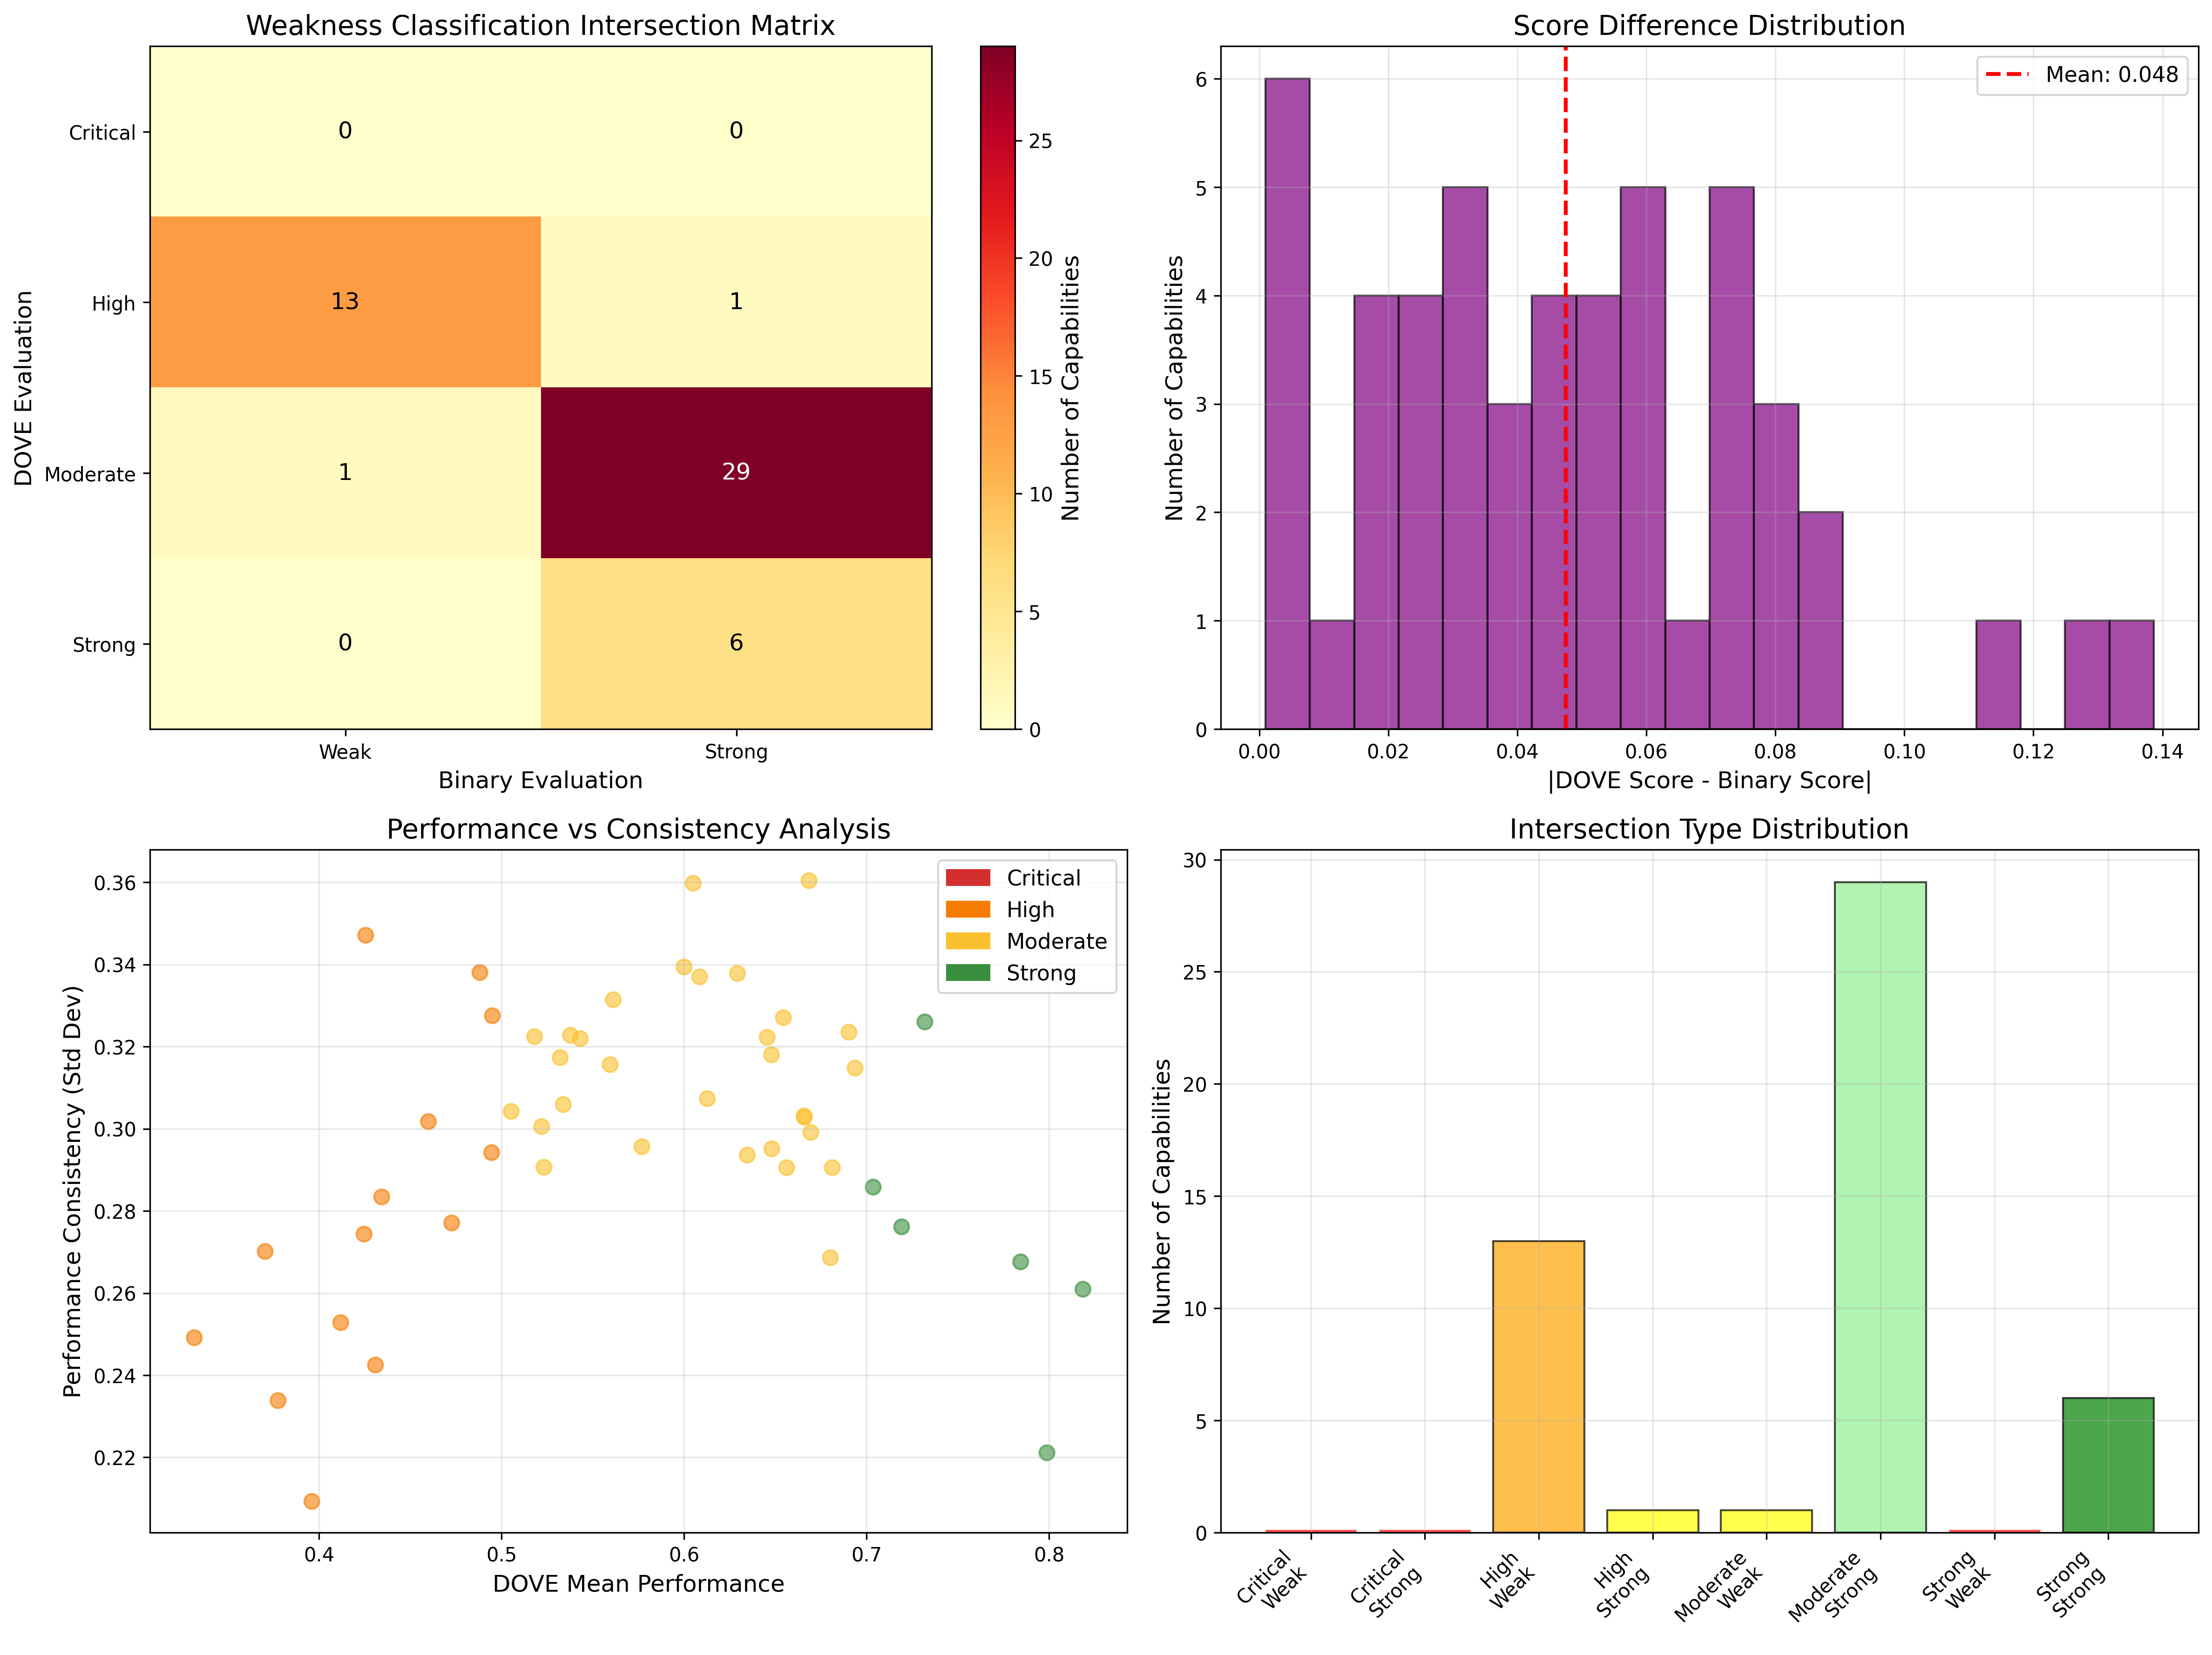 Weakness Classification Intersection Matrix
DOVE Evaluation
Critical
High
Moderate
Strong
0
0
13
1
1
29
0
6
Weak
Strong
Binary Evaluation
25
20
15
10
5
0
Number of Capabilities
Score Difference Distribution
Mean: 0.048
Number of Capabilities
6
5
4
3
2
1
0
0.00
0.02
0.04
0.06
0.08
0.10
0.12
0.14
|DOVE Score - Binary Score|
Performance vs Consistency Analysis
Critical
High
Moderate
Strong
Performance Consistency (Std Dev)
0.36
0.34
0.32
0.30
0.28
0.26
0.24
0.22
0.4
0.5
0.6
0.7
0.8
DOVE Mean Performance
Intersection Type Distribution
Number of Capabilities
30
25
20
15
10
5
0
Critical
Weak
Critical
Strong
High
Weak
High
Strong
Moderate
Weak
Moderate
Strong
Strong
Weak
Strong
Strong